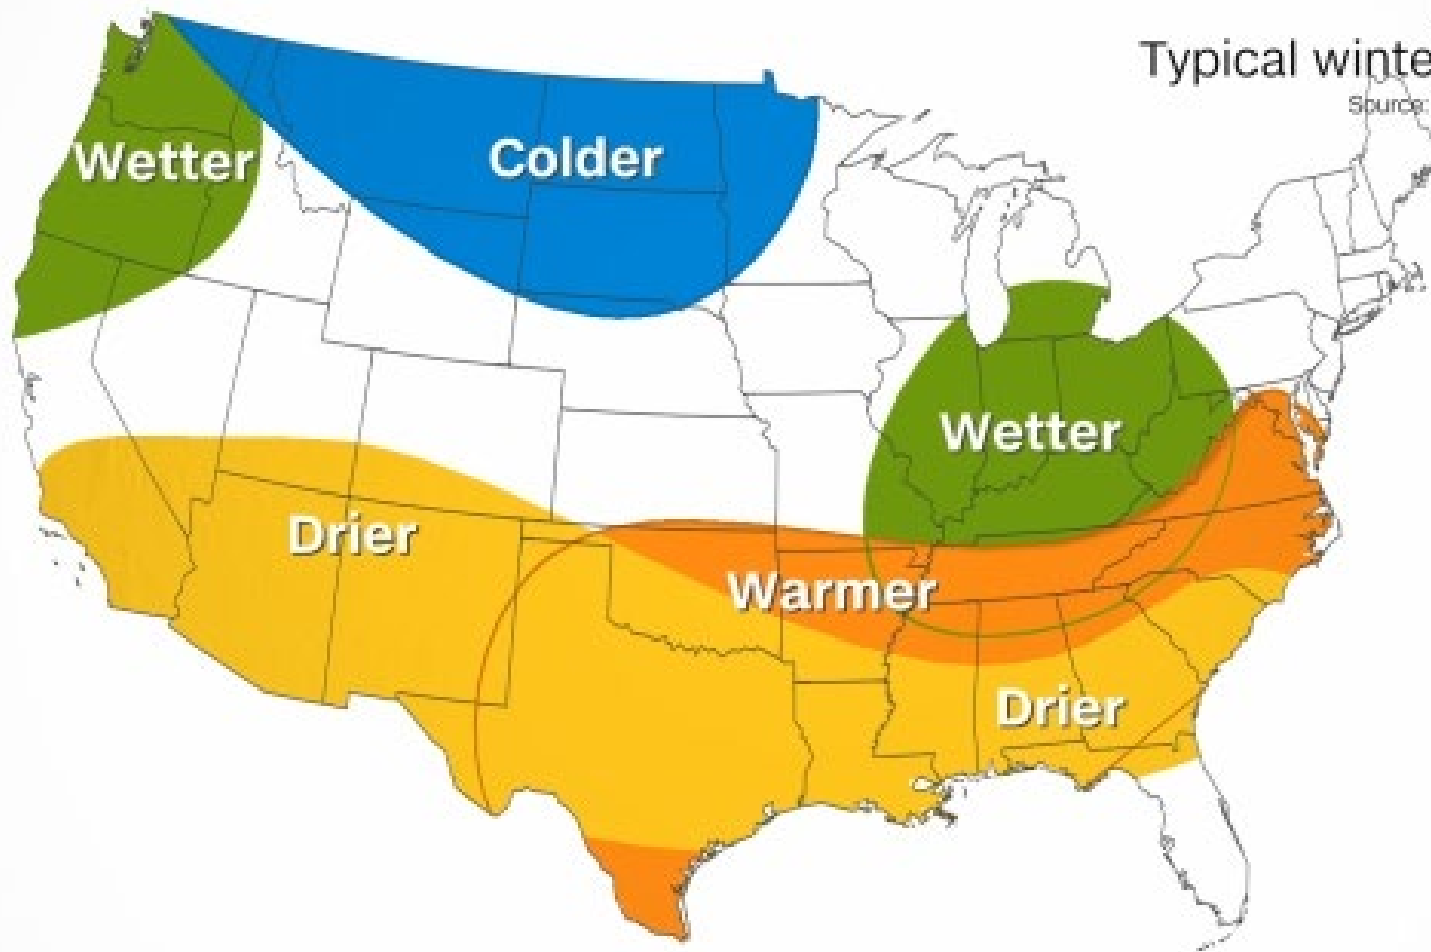 Typical winte
Source:
Wetter
Colder
Wetter
Drier
Warmer
Drier